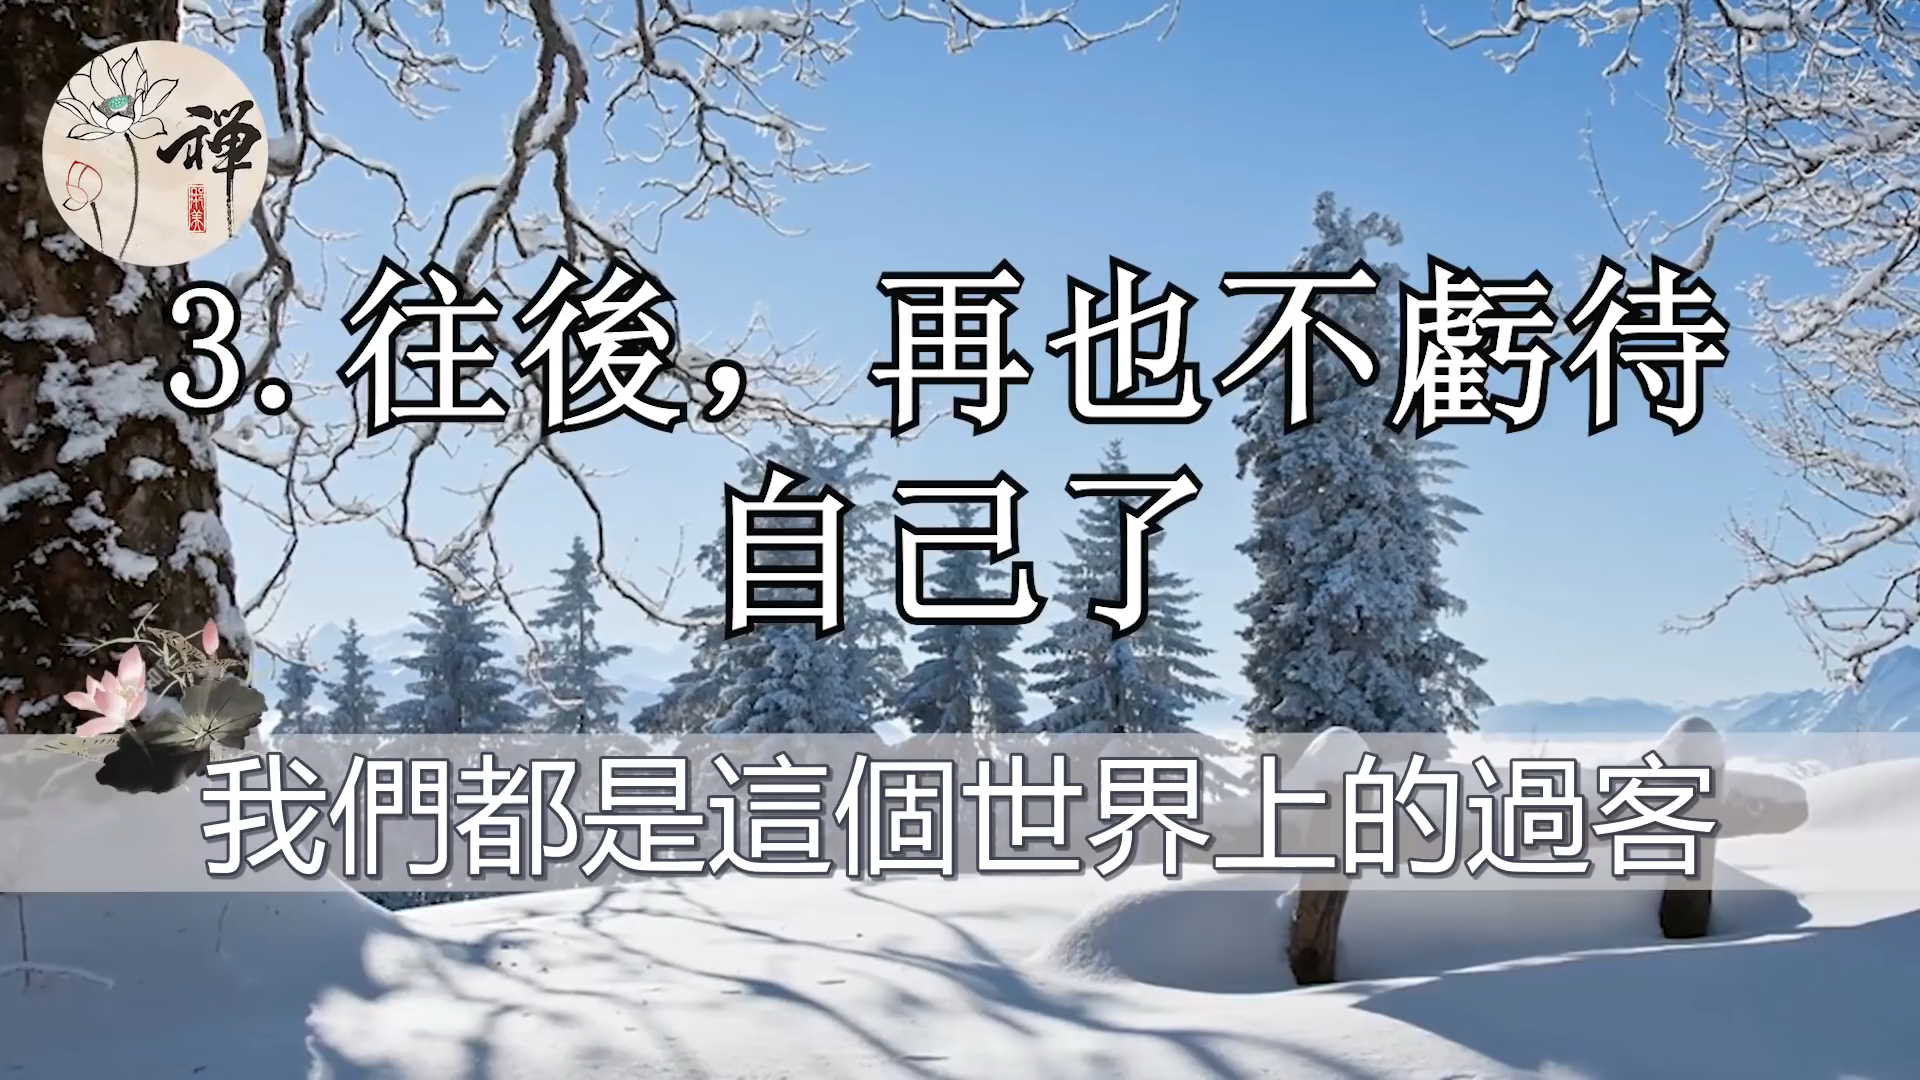 禅
3. 往後，再也不虧待
自己了
我們都是這個世界上的過客